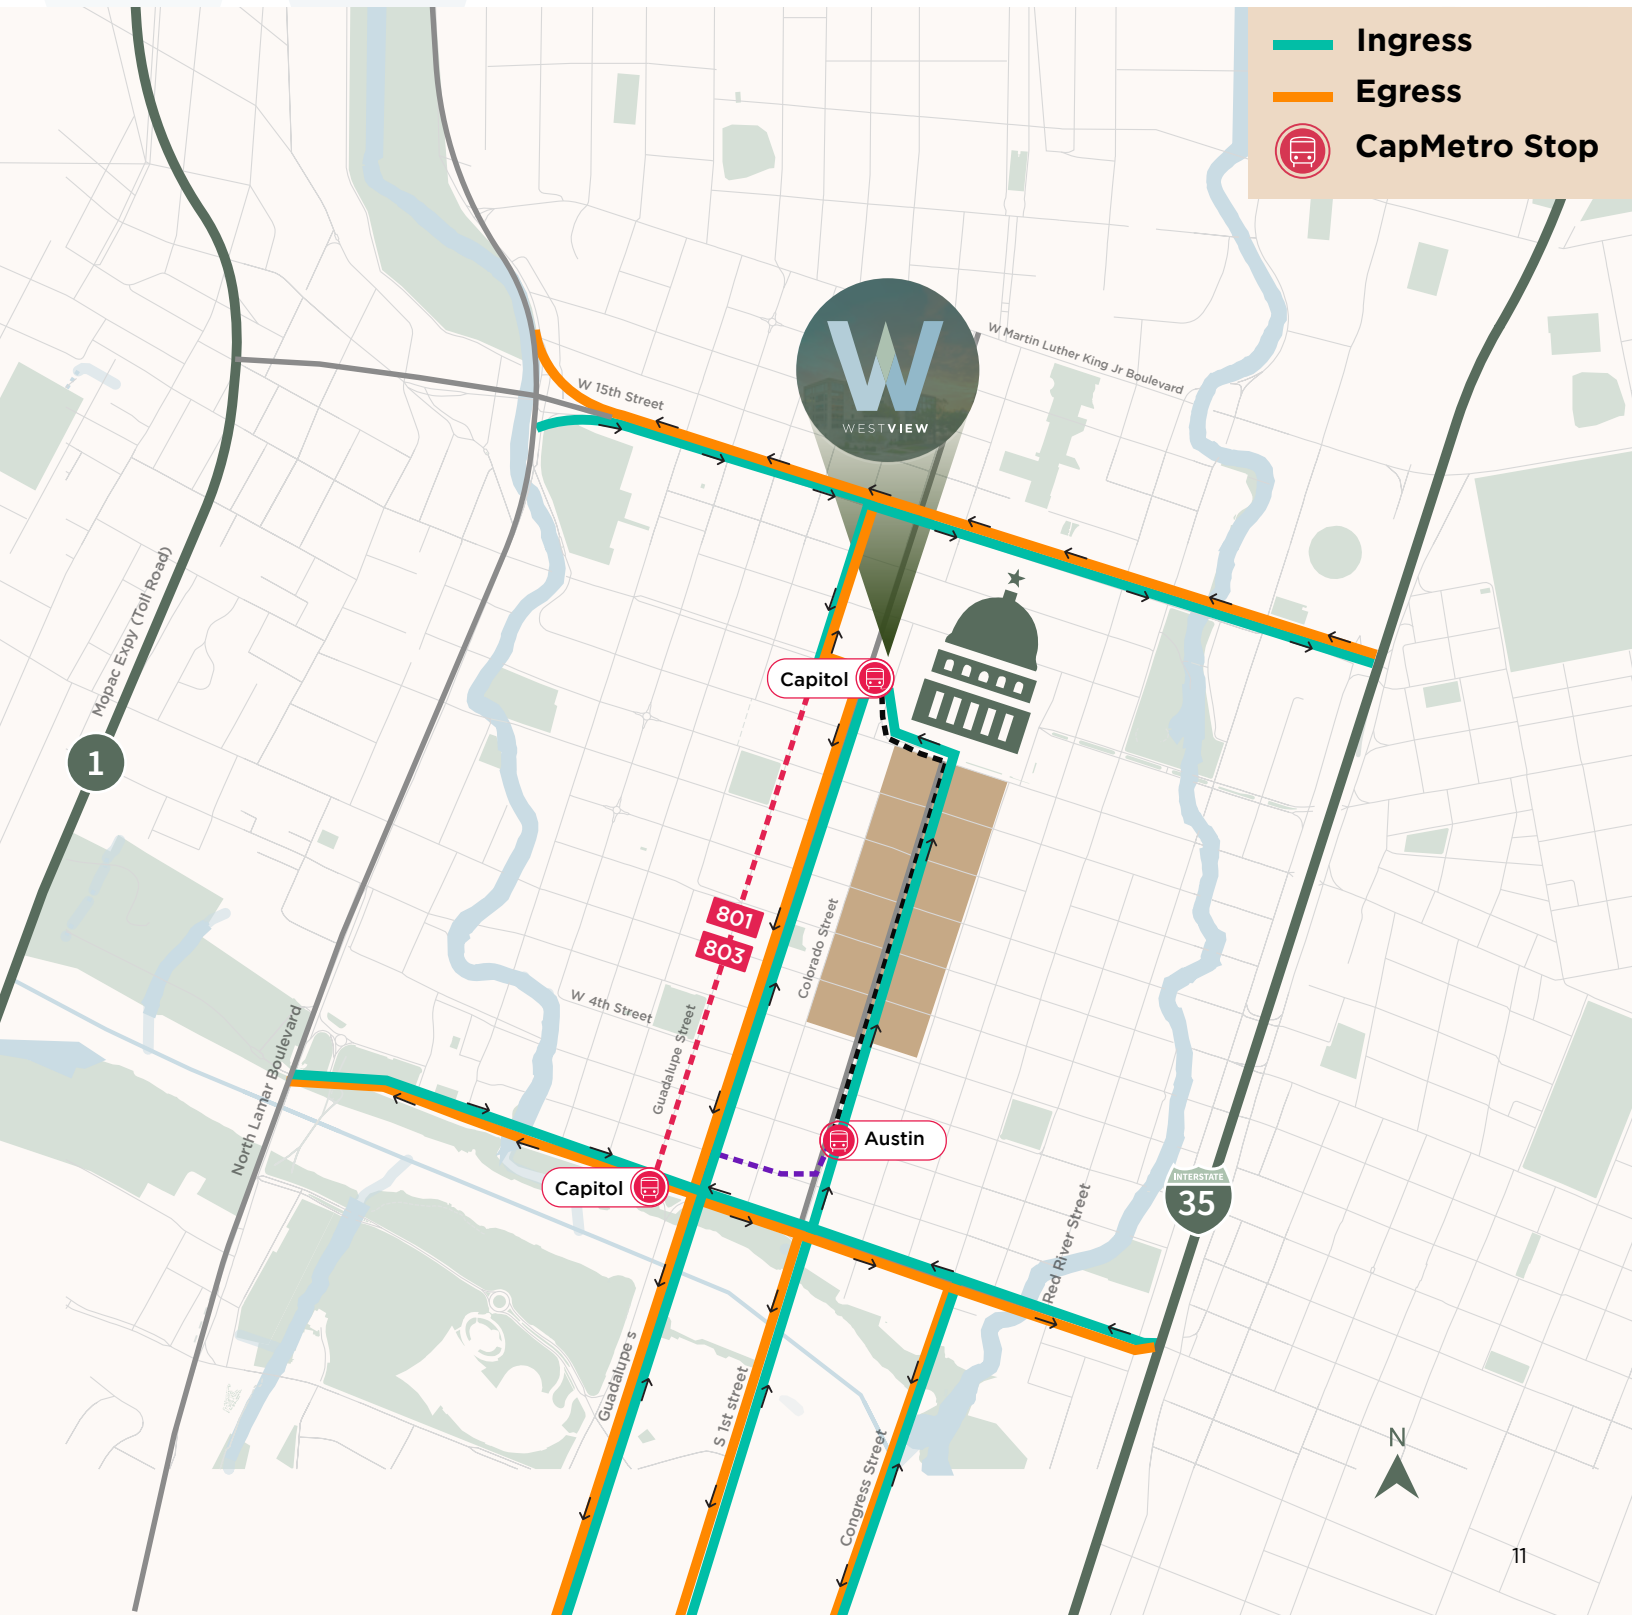 Ingress
Egress
CapMetro Stop
W Martin Luther King Jr Boulevard
W 15th Street
W
WESTVIEW
Mopac Expy (Toll Road)
Capitol
1
801
803
Colorado Street
W 4th Street
Guadalupe Street
North Lamar Boulevard
Austin
Capitol
INTERSTATE
35
Red River Street
Guadalupe s
S 1st street
Congress Street
N
11